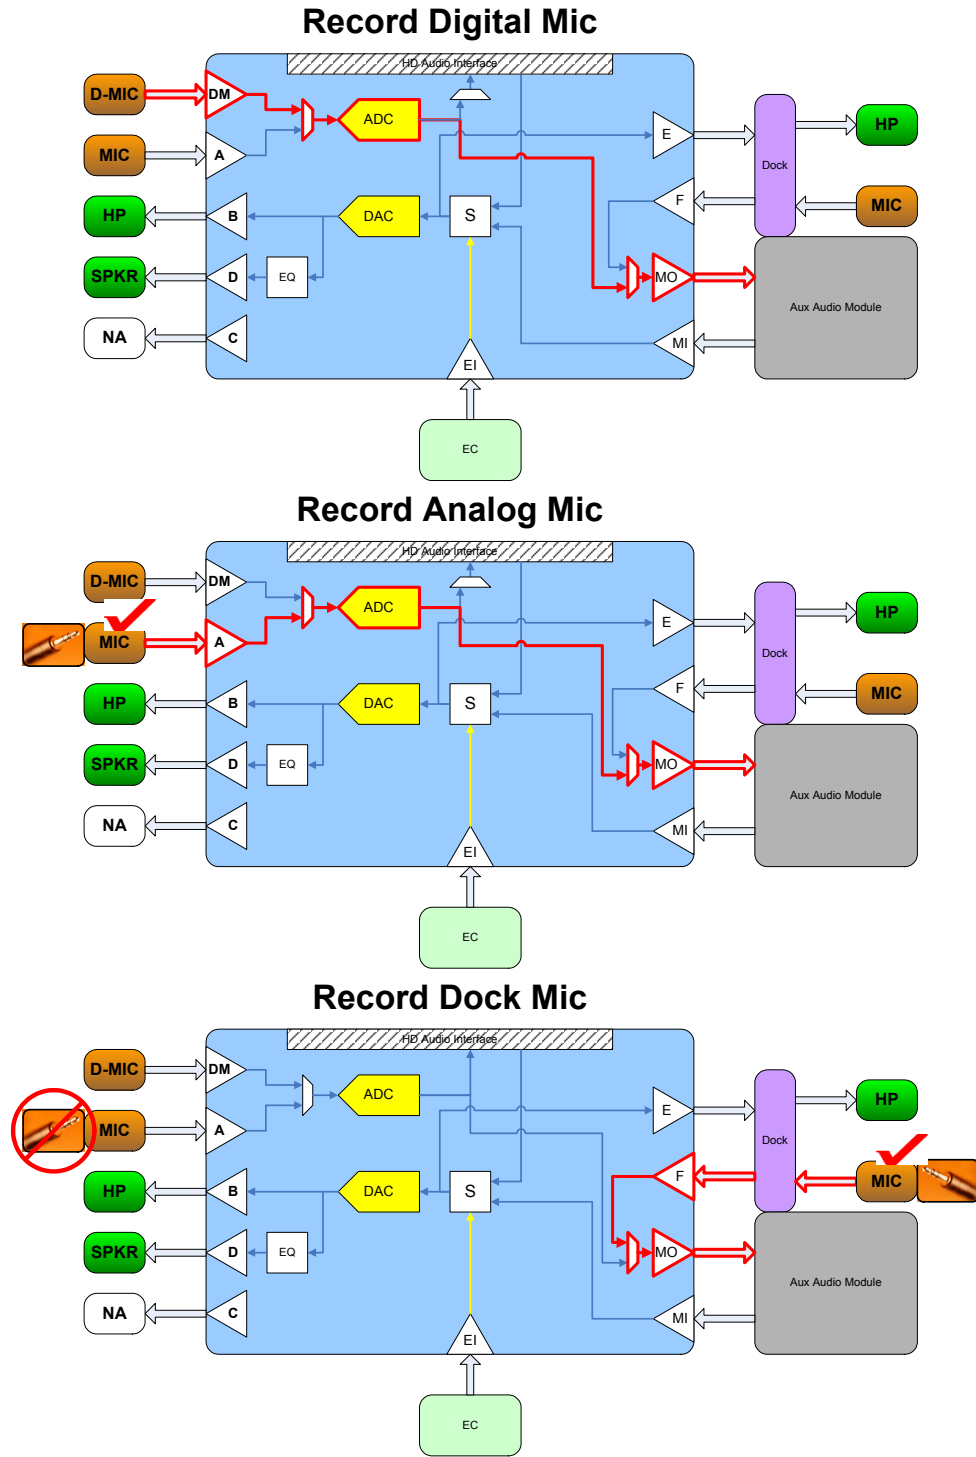 Record Digital Mic
HD Audio Interface
D-MIC
DM
ADC
HP
MIC
A
E
Dock
HP
B
DAC
S
F
MIC
SPKR
D
EQ
MO
Aux Audio Module
NA
C
EI
MI
EC
Record Analog Mic
HD Audio Interface
D-MIC
DM
ADC
HP
MIC
A
E
Dock
HP
B
DAC
S
F
MIC
SPKR
D
EQ
MO
Aux Audio Module
NA
C
EI
MI
EC
Record Dock Mic
HD Audio Interface
D-MIC
DM
ADC
HP
MIC
A
E
Dock
HP
B
DAC
S
F
MIC
SPKR
D
EQ
MO
Aux Audio Module
NA
C
EI
MI
EC